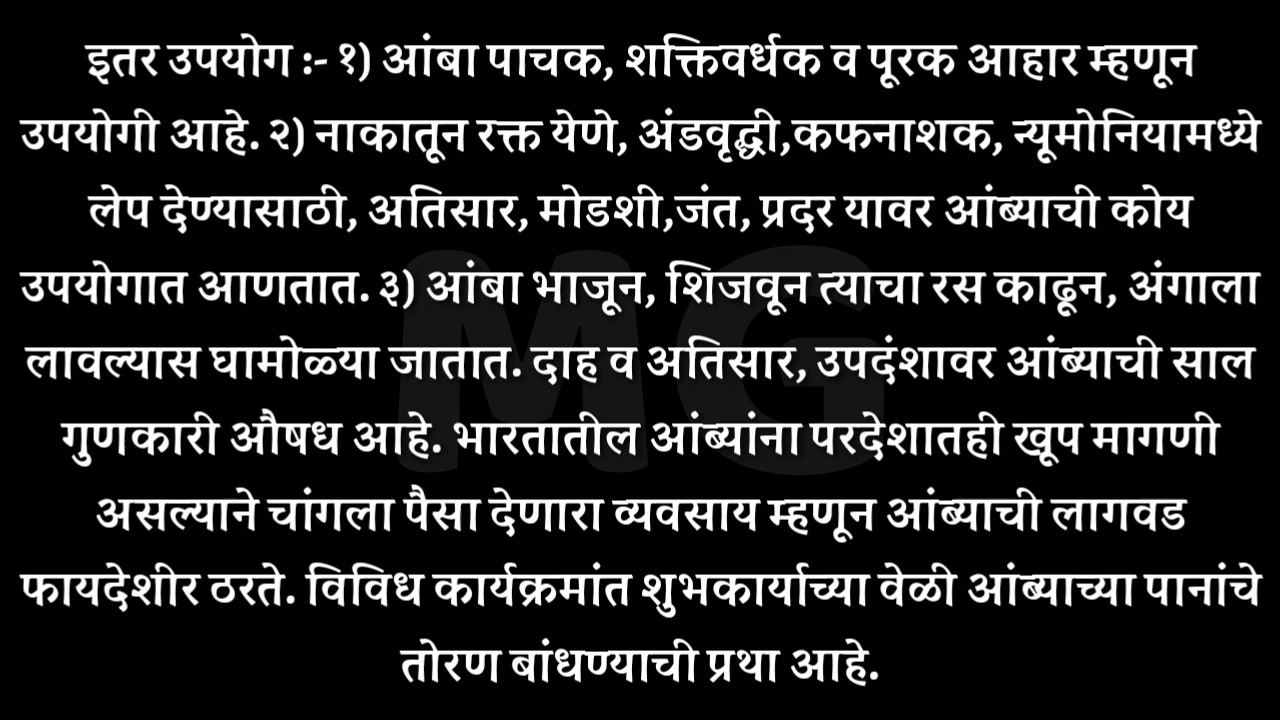 इतर उपयोग :- १) आंबा पाचक, शक्तिवर्धक व पूरक आहार म्हणून
उपयोगी आहे. २) नाकातून रक्त येणे, अंडवृद्धी,कफनाशक, न्यूमोनियामध्ये
लेप देण्यासाठी, अतिसार, मोडशी,जंत, प्रदर यावर आंब्याची कोय
उपयोगात आणतात. ३) आंबा भाजून, शिजवून त्याचा रस काढून, अंगाला
लावल्यास घामोळ्या जातात. दाह व अतिसार, उपदंशावर आंब्याची साल
गुणकारी औषध आहे. भारतातील आंब्यांना परदेशातही खूप मागणी
असल्याने चांगला पैसा देणारा व्यवसाय म्हणून आंब्याची लागवड
फायदेशीर ठरते. विविध कार्यक्रमांत शुभकार्याच्या वेळी आंब्याच्या पानांचे
तोरण बांधण्याची प्रथा आहे.
MG